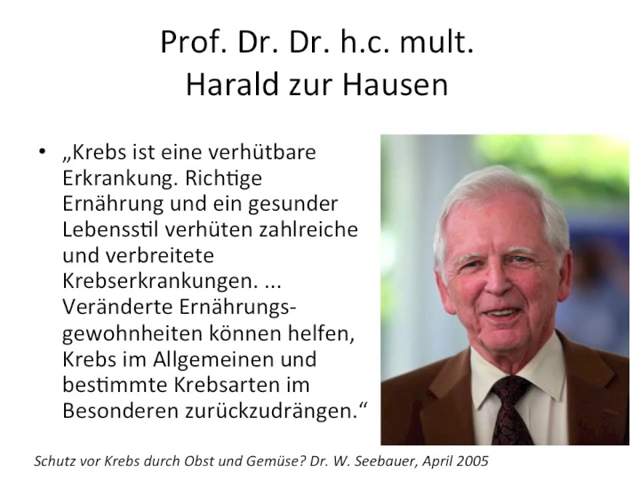 Prof. Dr. Dr. h.c. mult.
Harald zur Hausen
• „Krebs ist eine verhütbare
Erkrankung. Richtige
Ernährung und ein gesunder
Lebensstil verhüten zahlreiche
und verbreitete
Krebserkrankungen. ...
Veränderte Ernährungs-
gewohnheiten können helfen,
Krebs im Allgemeinen und
bestimmte Krebsarten im
Besonderen zurückzudrängen.“
Schutz vor Krebs durch Obst und Gemüse? Dr. W. Seebauer, April 2005